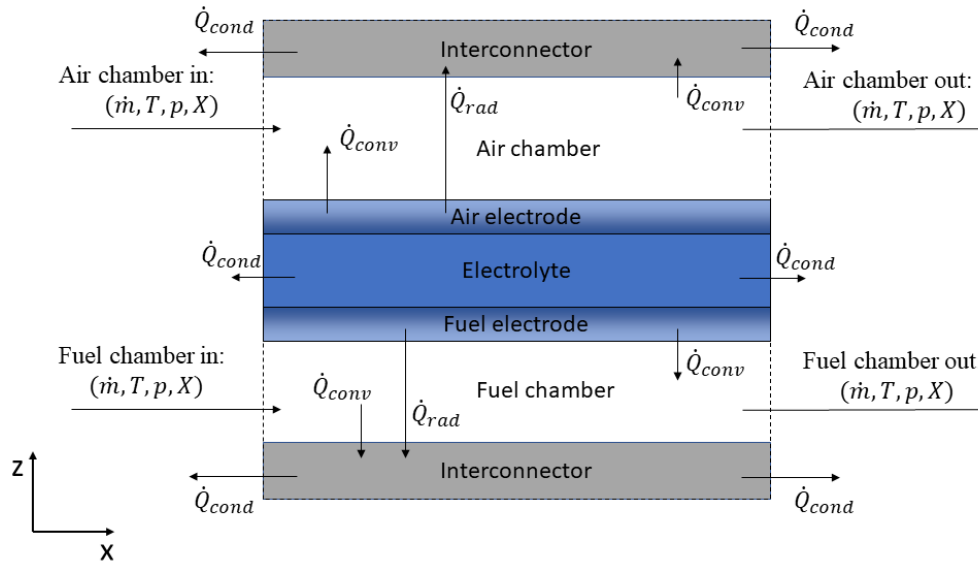 Q̇cond
Interconnector
Q̇cond
Air chamber in:
(ṁ, T, p, X)
Q̇rad
Q̇conv
Air chamber out:
(ṁ, T, p, X)
Q̇conv
Air chamber
Air electrode
Q̇cond
Electrolyte
Q̇cond
Fuel electrode
Fuel chamber in:
(ṁ, T, p, X)
Q̇conv
Fuel chamber
Q̇conv
Fuel chamber out
(ṁ, T, p, X)
Q̇rad
Z
Interconnector
Q̇cond
Q̇cond
X